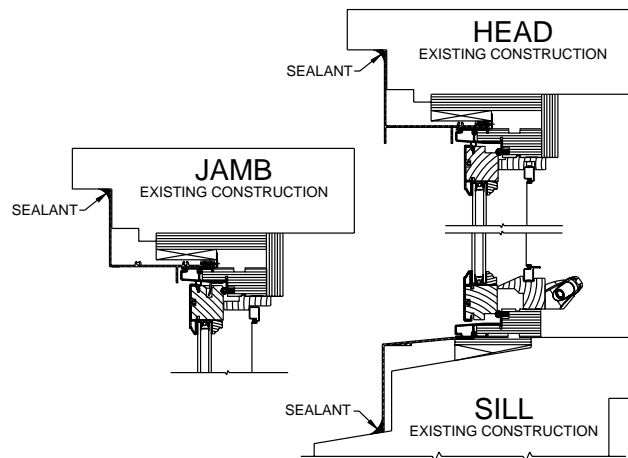 HEAD
EXISTING CONSTRUCTION
SEALANT
JAMB
EXISTING CONSTRUCTION
SEALANT
SILL
EXISTING CONSTRUCTION
SEALANT